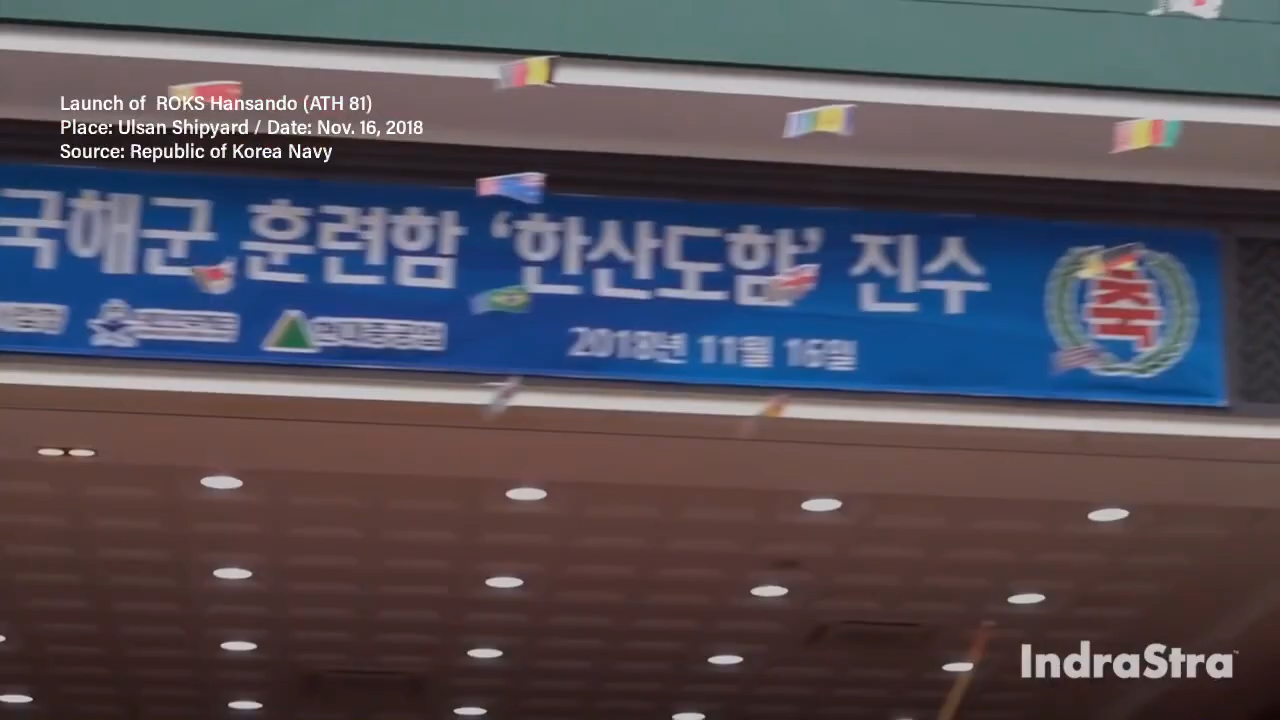 Launch of ROKS Hansando (ATH 81)
Place: Ulsan Shipyard / Date: Nov. 16, 2018
Source: Republic of Korea Navy
국해군 훈련함 ‘한산도함’ 진수
2018년 11월 16일
IndraStra